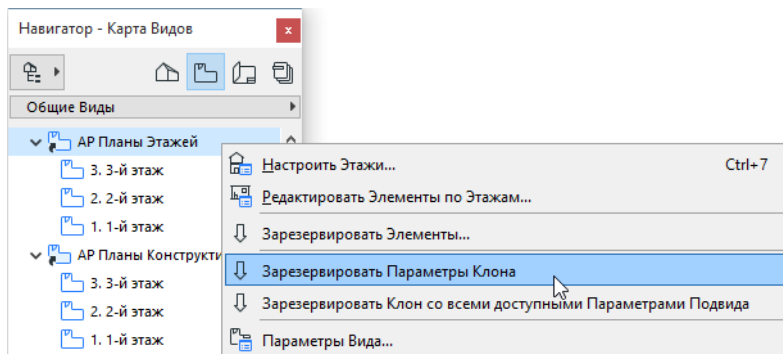 Навигатор - Карта Видов
Общие Виды
АР Планы Этажей
3. 3-й этаж
2. 2-й этаж
1. 1-й этаж
АР Планы Конструкти
3. 3-й этаж
2. 2-й этаж
1. 1-й этаж
Настроить Этажи... Ctrl+7
Редактировать Элементы по Этажам...
Зарезервировать Элементы...
Зарезервировать Параметры Клона
Зарезервировать Клон со всеми доступными Параметрами Подвида
Параметры Вида...